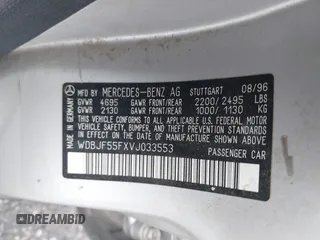 MADE IN GERMANY
MFD. BY MERCEDES-BENZ AG STUTTGART 08/96
GVWR 4695 GAWR FRONT/REAR 2200/2495 LBS
GVWR 2130 GAWR FRONT/REAR 1000/1130 KG
THIS VEHICLE CONFORMS TO ALL APPLICABLE FEDERAL
MOTOR VEHICLE SAFETY, BUMPER, AND THEFT PREVENTION
STANDARDS IN EFFECT ON THE DATE OF MANUFACTURE SHOWN ABOVE.
WDBJF55FXVJ033553
PASSENGER CAR
DREAMBID